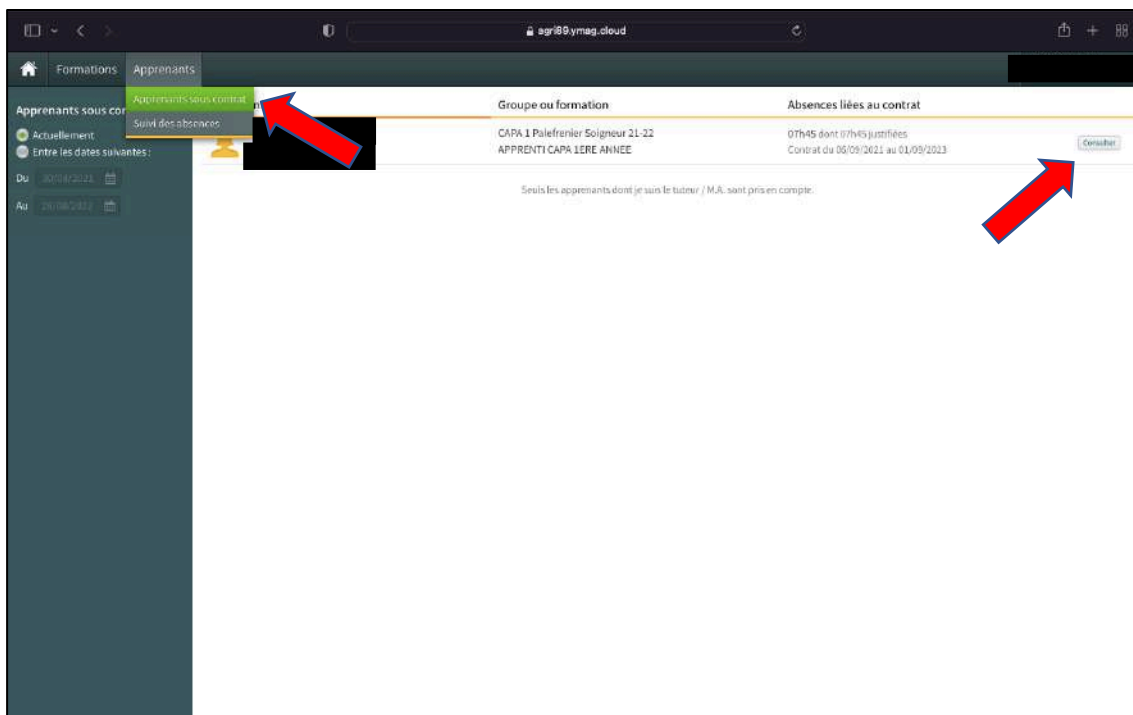 agri89.ymag.cloud
Formations Apprenants
Apprenants sous contrat
Suivi des absences
Apprenants sous con
Actuellement
Entre les dates suivantes :
Du
Au
Groupe ou formation
Absences liées au contrat
CAPA 1 Palefrenier Soigneur 21-22
APPRENTI CAPA 1ERE ANNEE
07h45 dont 07h45 justifiées
Contrat du 06/09/2021 au 01/09/2023
Consulter
Seuls les apprenants dont je suis le tuteur / M.A. sont pris en compte.